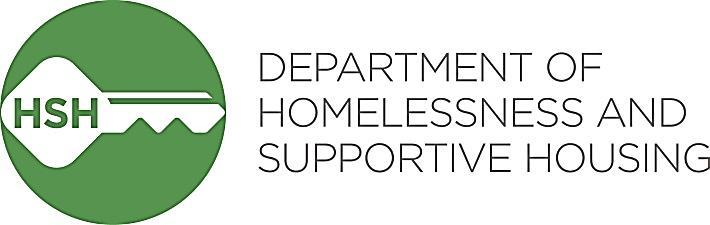 HSH
DEPARTMENT OF
HOMELESSNESS AND
SUPPORTIVE HOUSING